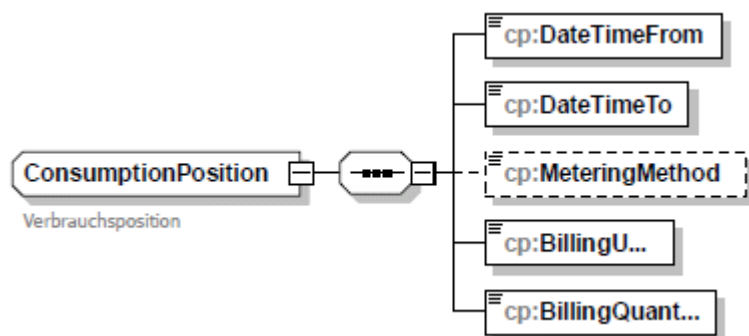 cp:DateTimeFrom
cp:DateTimeTo
ConsumptionPosition
cp:MeteringMethod
Verbrauchsposition
cp:BillingU...
cp:BillingQuant...